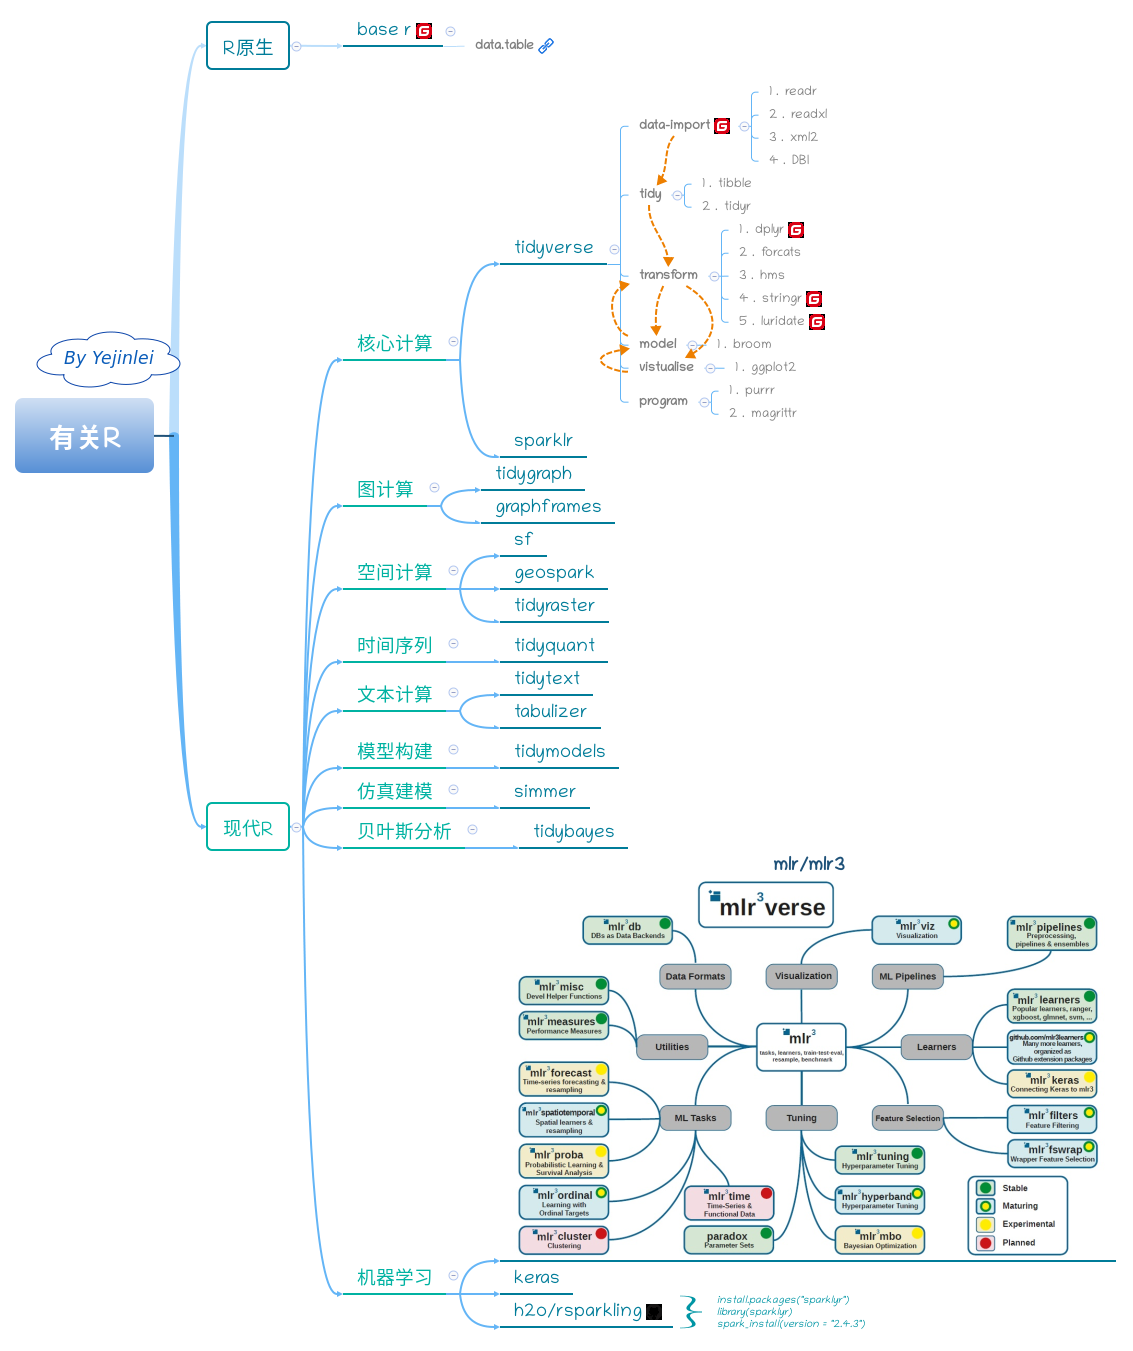 base r
data.table
R原生
1. readr
2. readxl
3. xml2
4. DBI
data-import
tidy
1. tibble
2. tidyr
tidyverse
transform
1. dplyr
2. forcats
3. hms
4. stringr
5. luridate
model
1. broom
vistualise
1. ggplot2
program
1. purrr
2. magrittr
核心计算
By Yejinlei
有关R
sparklr
图计算
tidygraph
graphframes
空间计算
sf
geospark
tidyraster
时间序列
tidyquant
文本计算
tidytext
tabulizer
模型构建
tidymodels
仿真建模
simmer
现代R
贝叶斯分析
tidybayes
mlr/mlr3
mlr3verse
mlr3db
DBs as Data Backends
mlr3viz
Visualization
mlr3pipelines
Preprocessing,
pipelines & ensembles
Data Formats
Visualization
ML Pipelines
mlr3misc
Devel Helper Functions
mlr3measures
Performance Measures
mlr3learners
Popular learners, ranger,
xgboost, glmnet, svm, ...
Utilities
mlr3
tasks, learners, train-test-eval,
resample, benchmark
Learners
github.com/mlr3learners
Many more learners,
organized as
Github extension packages
mlr3forecast
Time-series forecasting &
resampling
mlr3keras
Connecting Keras to mlr3
mlr3spatiotemporal
Spatial learners &
resampling
ML Tasks
Tuning
Feature Selection
mlr3filters
Feature Filtering
mlr3proba
Probabilistic Learning &
Survival Analysis
mlr3tuning
Hyperparameter Tuning
mlr3fswrap
Wrapper Feature Selection
mlr3ordinal
Learning with
Ordinal Targets
mlr3time
Time-Series &
Functional Data
mlr3hyperband
Hyperparameter Tuning
mlr3cluster
Clustering
paradox
Parameter Sets
mlr3mbo
Bayesian Optimization
Stable
Maturing
Experimental
Planned
机器学习
keras
h2o/rsparkling
install.packages("sparklyr")
library(sparklyr)
spark_install(version = "2.4.3")